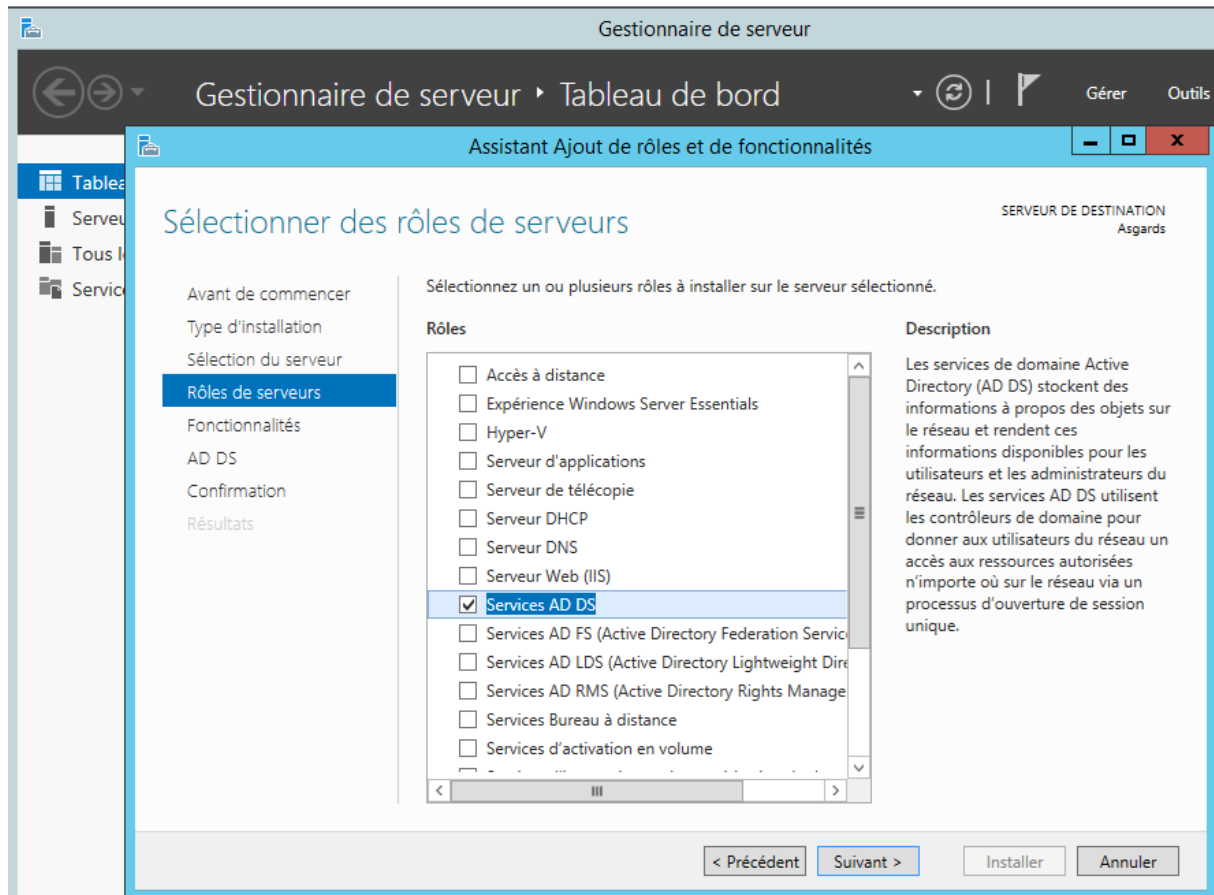 Gestionnaire de serveur
Gestionnaire de serveur ‣ Tableau de bord
Gérer
Outils
Assistant Ajout de rôles et de fonctionnalités
Sélectionner des rôles de serveurs
SERVEUR DE DESTINATION
Asgards
Avant de commencer
Type d'installation
Sélection du serveur
Rôles de serveurs
Fonctionnalités
AD DS
Confirmation
Résultats
Sélectionnez un ou plusieurs rôles à installer sur le serveur sélectionné.
Rôles
Accès à distance
Expérience Windows Server Essentials
Hyper-V
Serveur d'applications
Serveur de télécopie
Serveur DHCP
Serveur DNS
Serveur Web (IIS)
Services AD DS
Services AD FS (Active Directory Federation Servic
Services AD LDS (Active Directory Lightweight Dire
Services AD RMS (Active Directory Rights Manage
Services Bureau à distance
Services d’activation en volume
Description
Les services de domaine Active
Directory (AD DS) stockent des
informations à propos des objets sur
le réseau et rendent ces
informations disponibles pour les
utilisateurs et les administrateurs du
réseau. Les services AD DS utilisent
les contrôleurs de domaine pour
donner aux utilisateurs du réseau un
accès aux ressources autorisées
n’importe où sur le réseau via un
processus d’ouverture de session
unique.
Tablea
Serveu
Tous l
Servic
< Précédent
Suivant >
Installer
Annuler